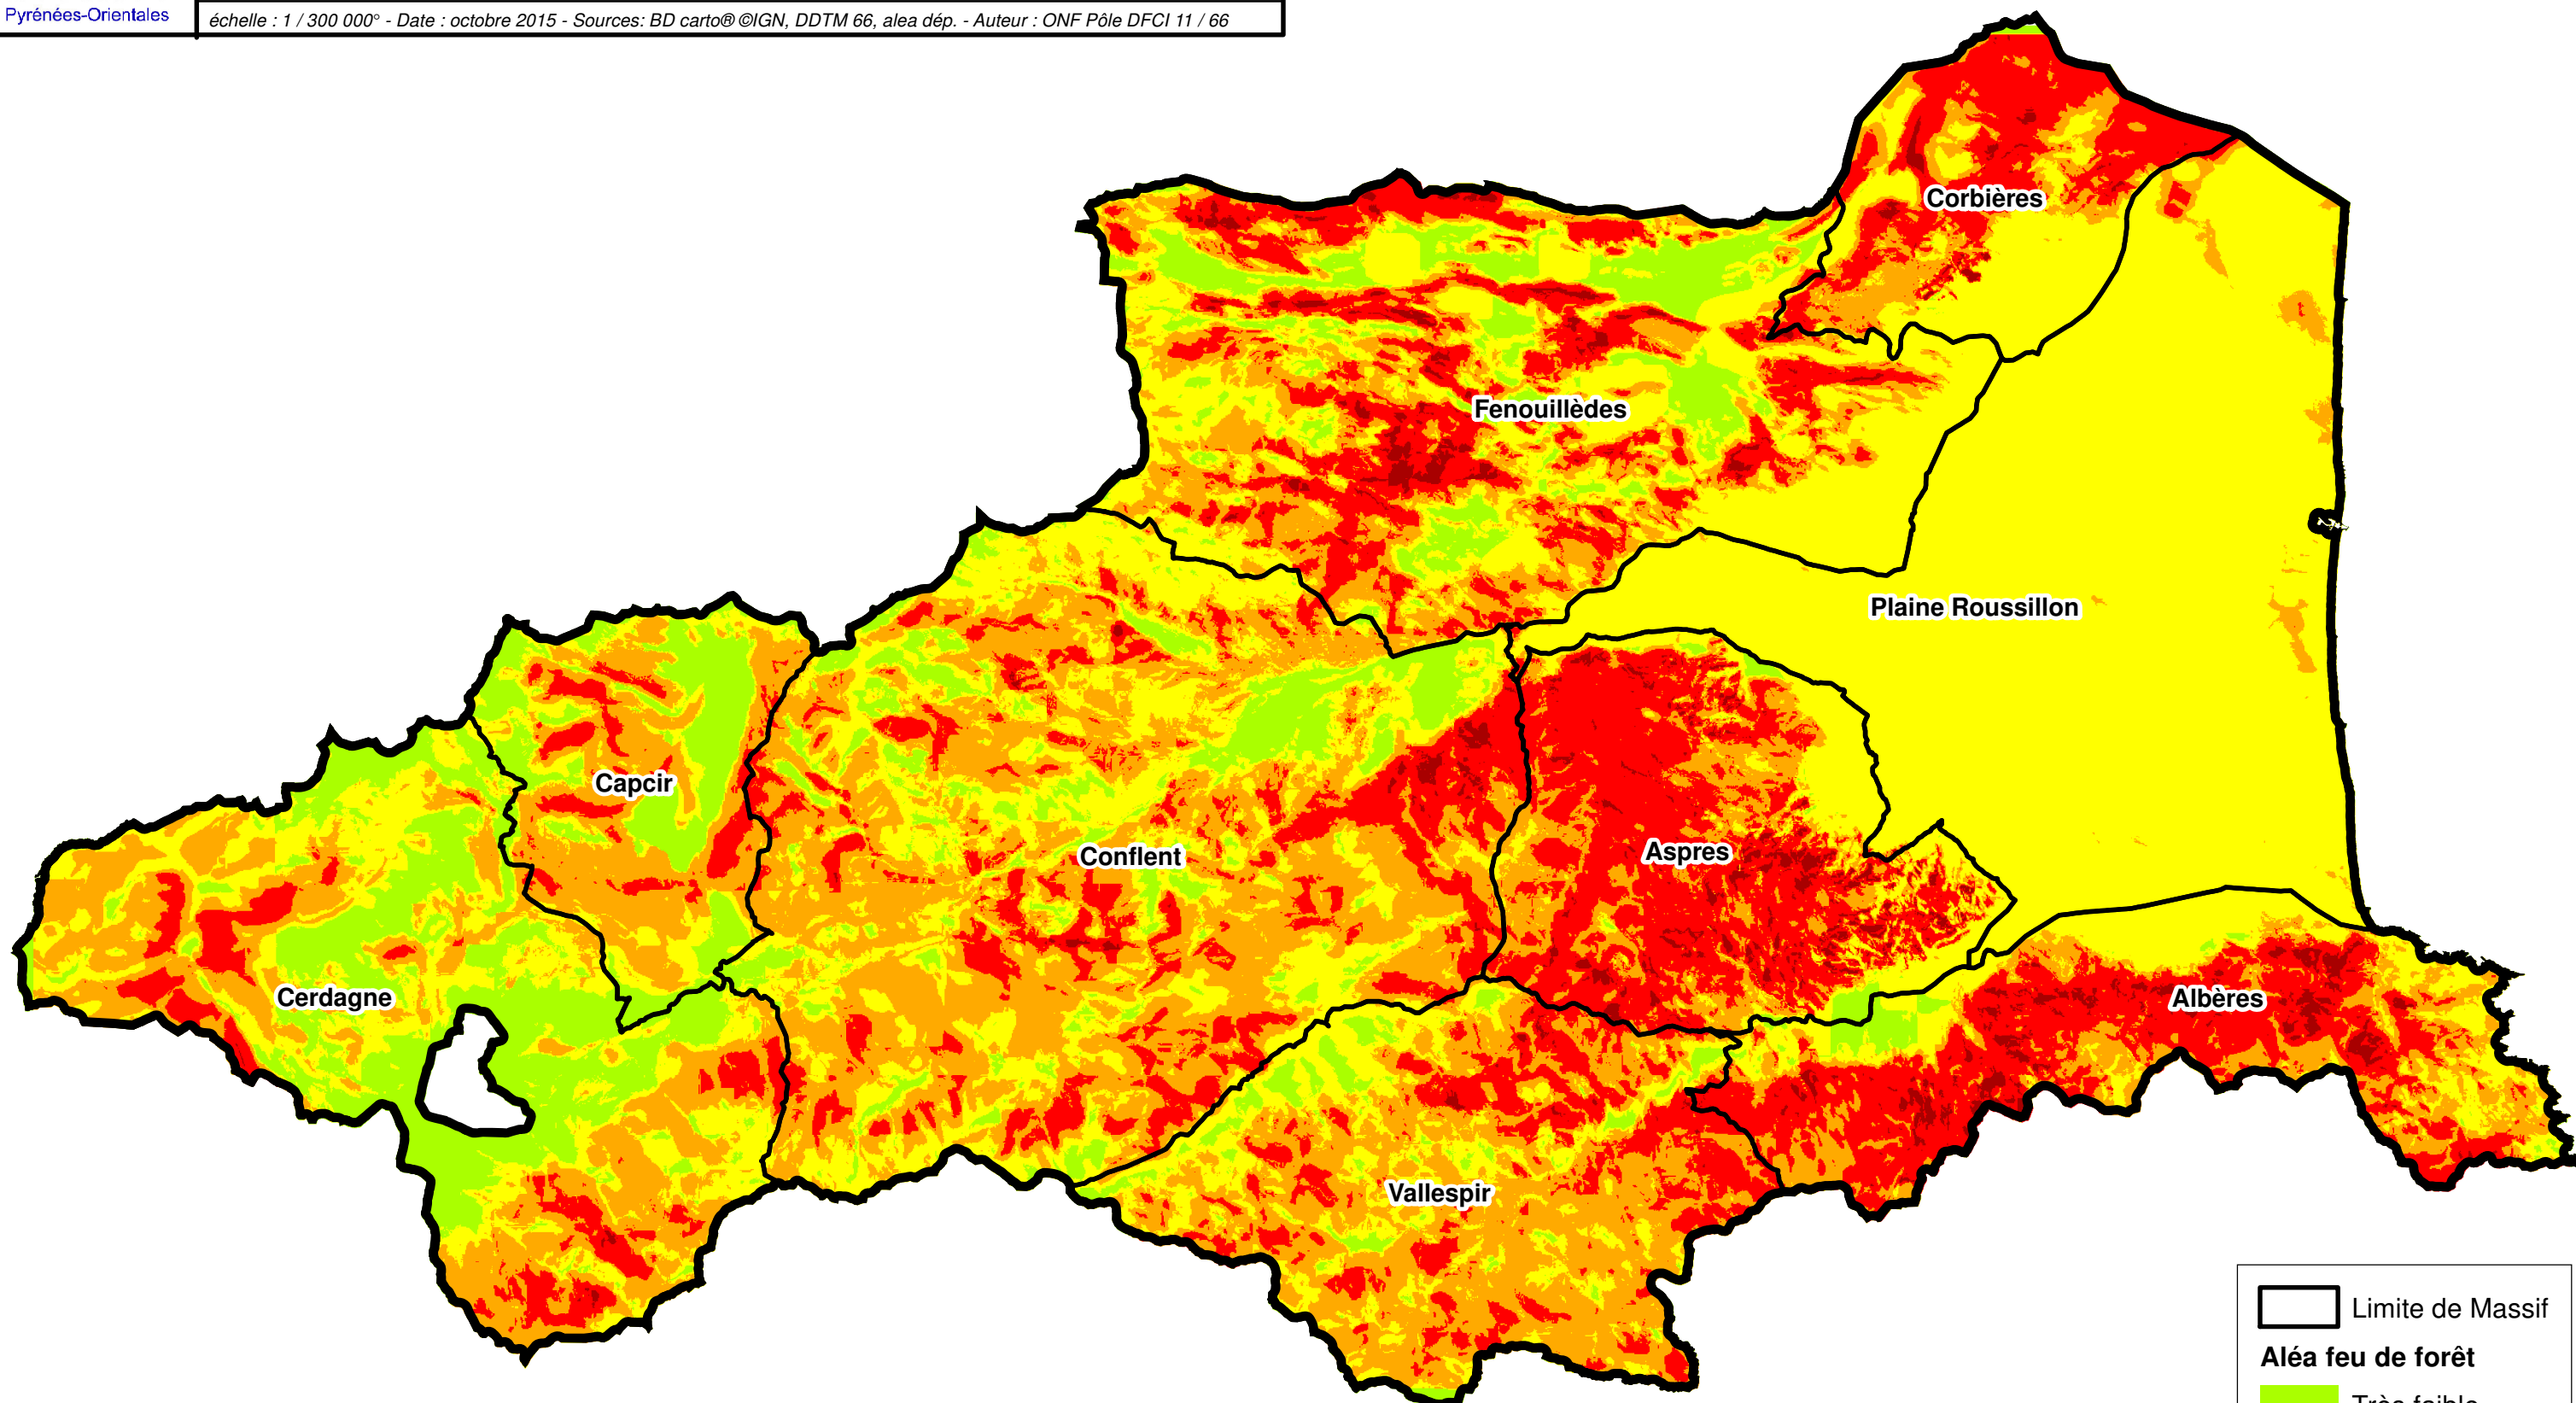 Pyrénées-Orientales
échelle : 1 / 300 000° - Date : octobre 2015 - Sources: BD carto® ©IGN, DDTM 66, alea dép. - Auteur : ONF Pôle DFCI 11 / 66
Corbières
Fenouillèdes
Plaine Roussillon
Capcir
Conflent
Aspres
Cerdagne
Albères
Vallespir
Limite de Massif
Aléa feu de forêt
Très faible